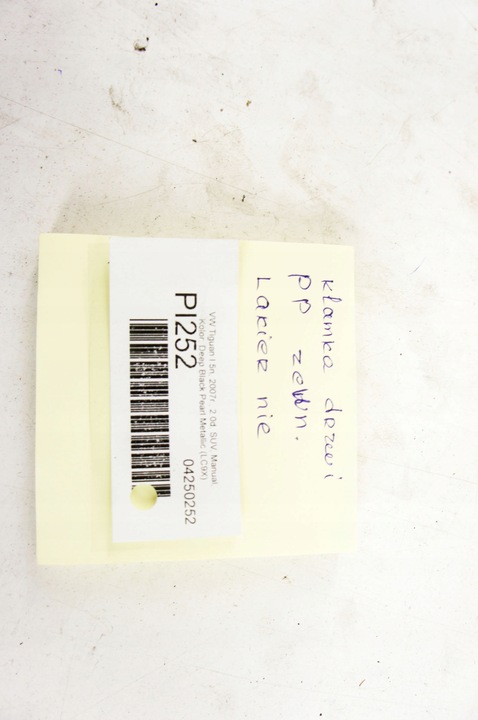 klamka drzwi
PP zewn.
Lakier nie
VW Tiguan I 5n. 2007r. 2.0d. SUV. Manual.
Kolor: Deep Black Pearl Metallic (LC9X)
PI252
04250252